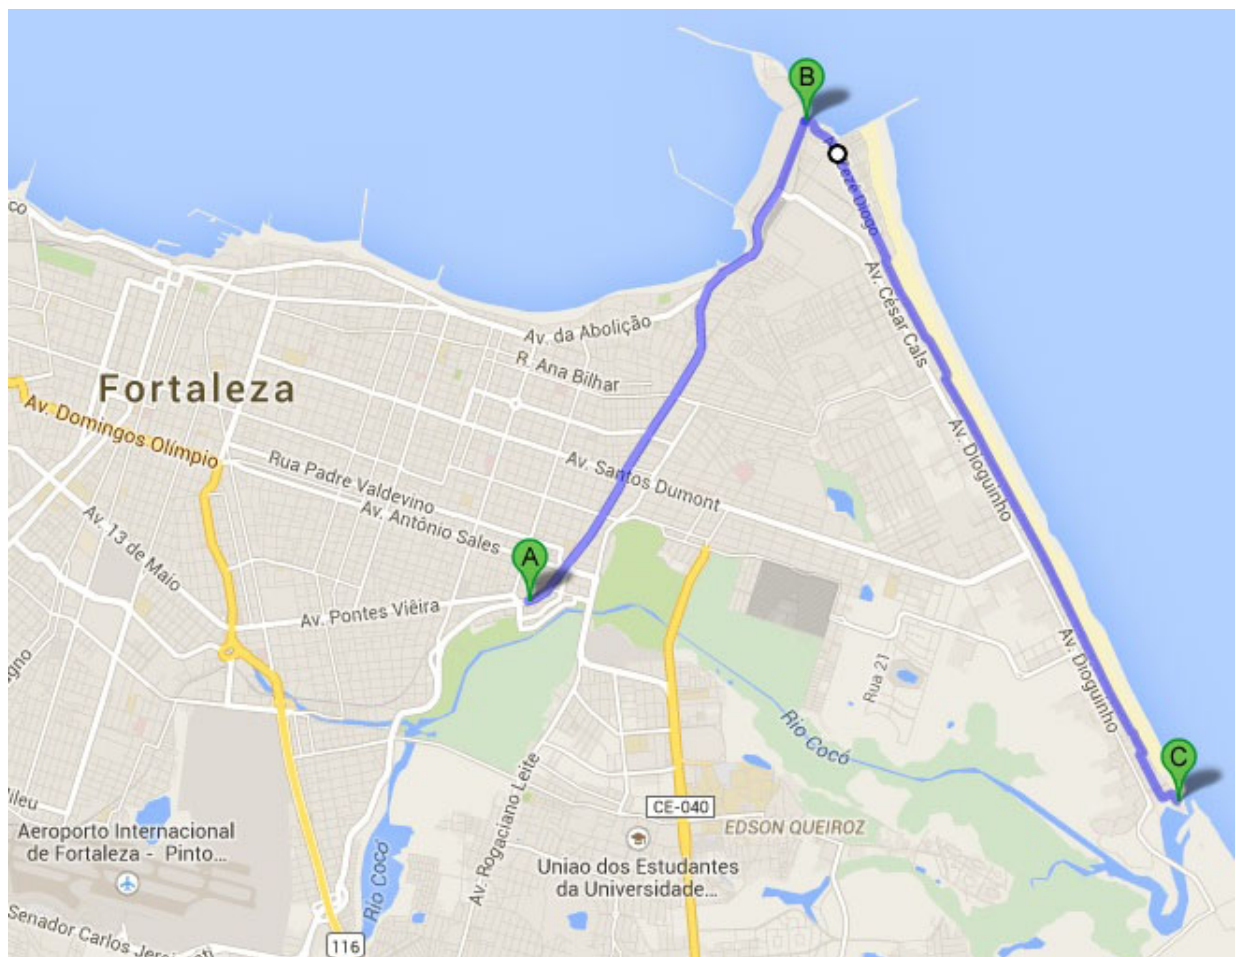 B
co
Zezé Diogo
Av. César Cals
Av. da Abolição
R. Ana Bilhar
Fortaleza
Av. Domingos Olímpio
Av. Dioguinho
Rua Padre Valdevino
Av. Santos Dumont
Av. Antônio Sales
Av. 13 de Maio
A
Av. Pontes Viêira
Av. Dioguinho
Rua 21
gno
Rio Cocó
C
Av. Rogaciano Leite
ileu
CE-040
Aeroporto Internacional
de Fortaleza - Pinto...
EDSON QUEIROZ
Rio Cocó
Uniao dos Estudantes
da Universidade...
116
Senador Carlos